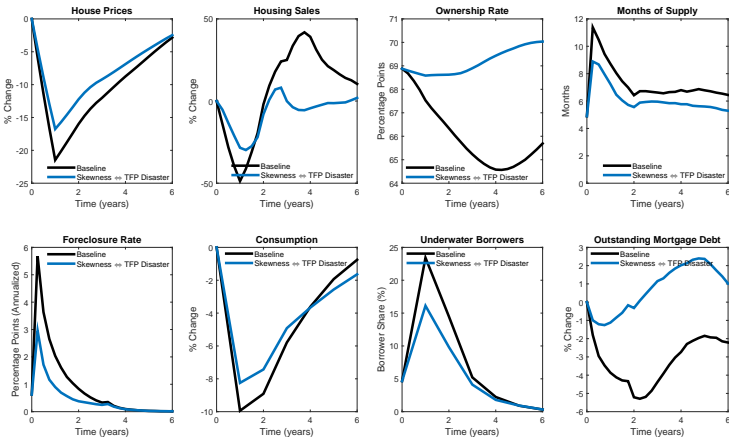 House Prices
% Change
0
-5
-10
-15
-20
-25
0 2 4 6
Baseline
Skewness ⇔ TFP Disaster
Time (years)
Housing Sales
% Change
50
0
-50
0 2 4 6
Baseline
Skewness ⇔ TFP Disaster
Time (years)
Ownership Rate
Percentage Points
71
70
69
68
67
66
65
64
0 2 4 6
Baseline
Skewness ⇔ TFP Disaster
Time (years)
Months of Supply
Months
12
10
8
6
4
2
0
0 2 4 6
Baseline
Skewness ⇔ TFP Disaster
Time (years)
Foreclosure Rate
Percentage Points (Annualized)
6
5
4
3
2
1
0
0 2 4 6
Baseline
Skewness ⇔ TFP Disaster
Time (years)
Consumption
% Change
0
-2
-4
-6
-8
-10
0 2 4 6
Baseline
Skewness ⇔ TFP Disaster
Time (years)
Underwater Borrowers
Borrower Share (%)
25
20
15
10
5
0
0 2 4 6
Baseline
Skewness ⇔ TFP Disaster
Time (years)
Outstanding Mortgage Debt
% Change
3
2
1
0
-1
-2
-3
-4
-5
-6
0 2 4 6
Baseline
Skewness ⇔ TFP Disaster
Time (years)